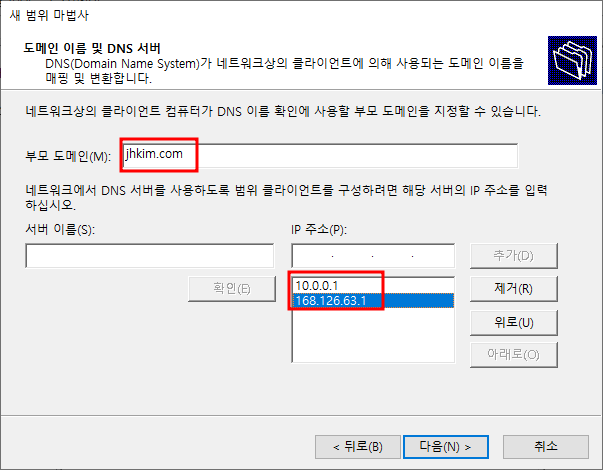 새 범위 마법사
도메인 이름 및 DNS 서버
DNS(Domain Name System)가 네트워크상의 클라이언트에 의해 사용되는 도메인 이름을
매핑 및 변환합니다.
네트워크상의 클라이언트 컴퓨터가 DNS 이름 확인에 사용할 부모 도메인을 지정할 수 있습니다.
부모 도메인(M): jhkim.com
네트워크에서 DNS 서버를 사용하도록 범위 클라이언트를 구성하려면 해당 서버의 IP 주소를 입력
하십시오.
서버 이름(S): IP 주소(P):
. . . 추가(D)
확인(E) 10.0.0.1 제거(R)
168.126.63.1
위로(U)
아래로(O)
< 뒤로(B) 다음(N) > 취소